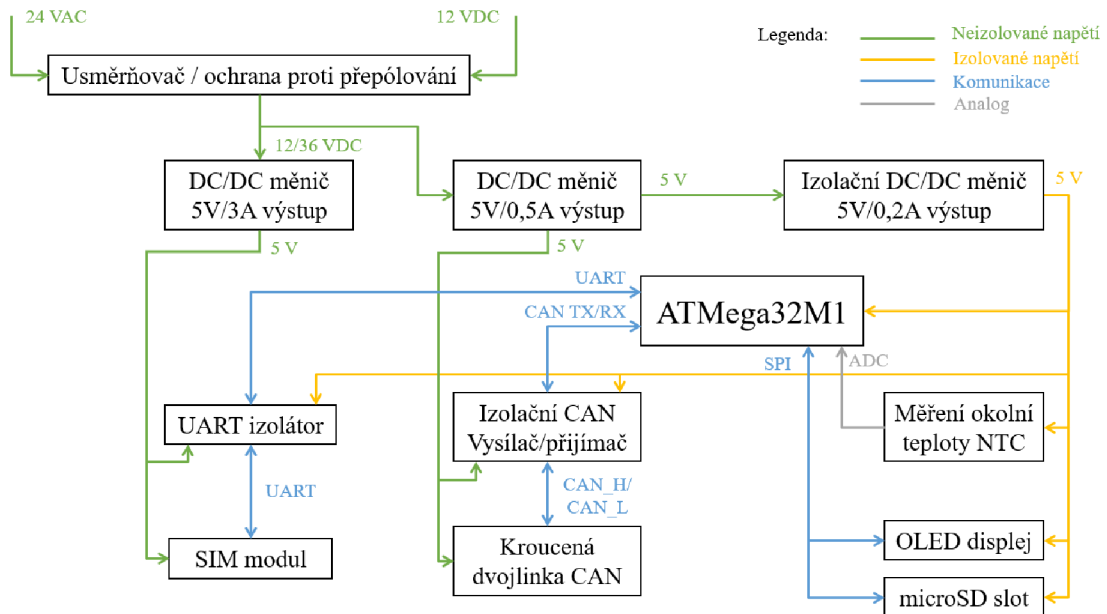 24 VAC
12 VDC
Legenda:
Neizolované napětí
Izolované napětí
Komunikace
Analog
Usměrňovač / ochrana proti přepólování
12/36 VDC
DC/DC měnič
5V/3A výstup
DC/DC měnič
5V/0,5A výstup
5 V
Izolační DC/DC měnič
5V/0,2A výstup
5 V
5 V
5 V
UART
CAN TX/RX
ATMega32M1
SPI
ADC
UART izolátor
Izolační CAN
Vysílač/přijímač
Měření okolní
teploty NTC
UART
CAN_H/
CAN_L
SIM modul
Kroucená
dvojlinka CAN
OLED displej
microSD slot